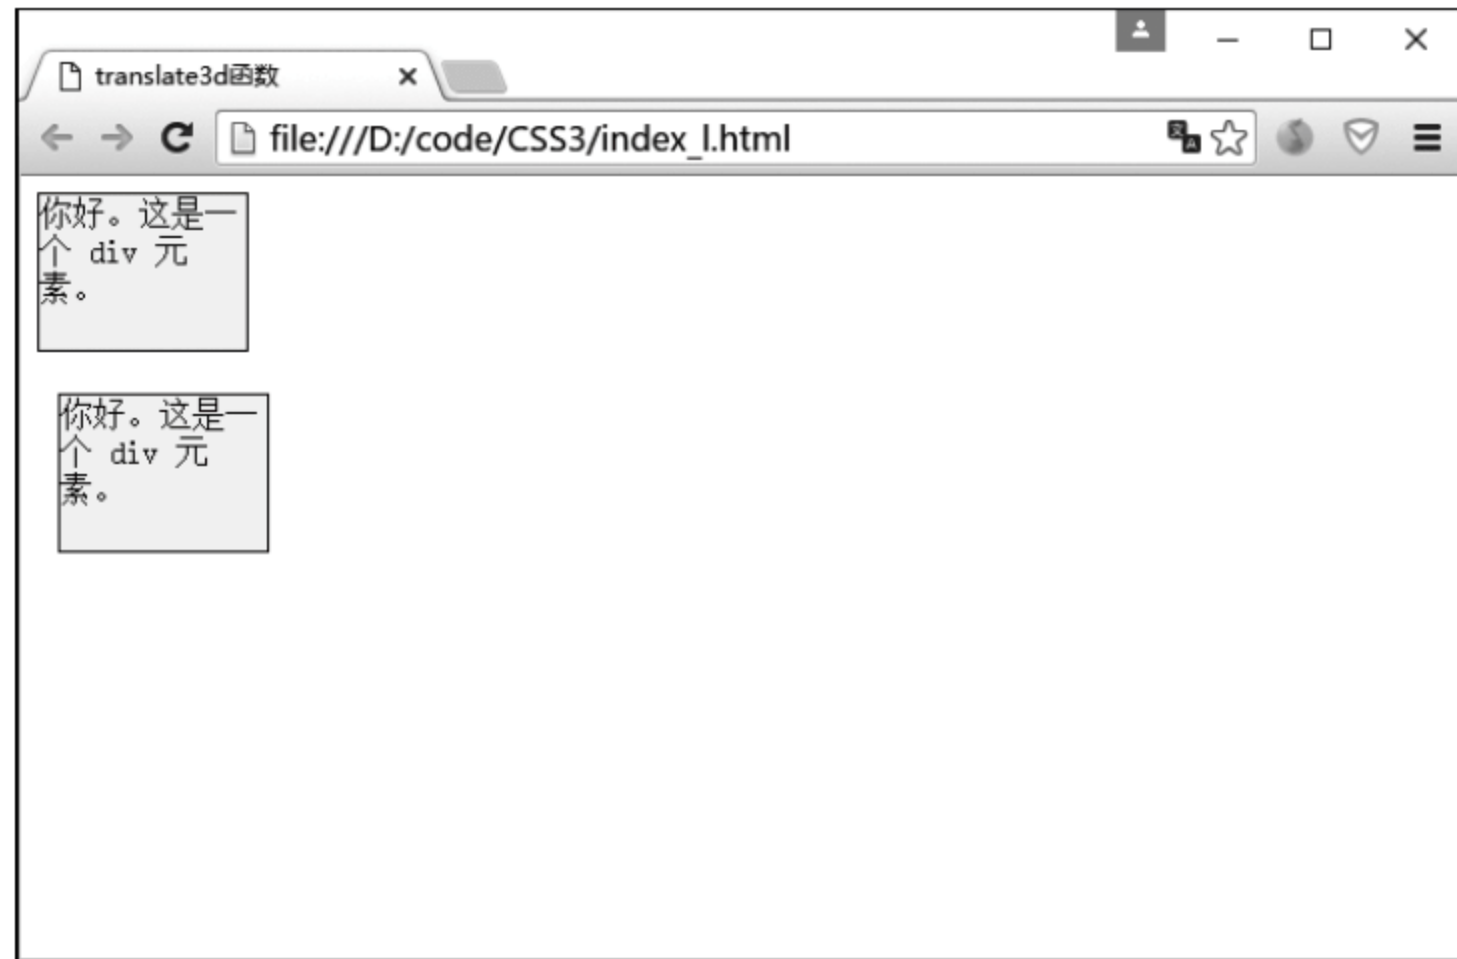 translate3d函数
file:///D:/code/CSS3/index_l.html
你好。这是一
个 div 元
素。
你好。这是一
个 div 元
素。